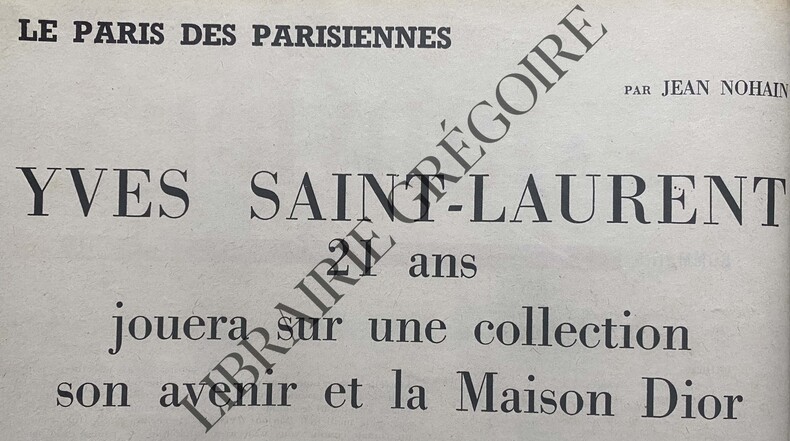 LE PARIS DES PARISIENNES
PAR JEAN NOHAIN
YVES SAINT-LAURENT
21 ans
jouera sur une collection
son avenir et la Maison Dior
LIBRAIRIE GRÉGOIRE